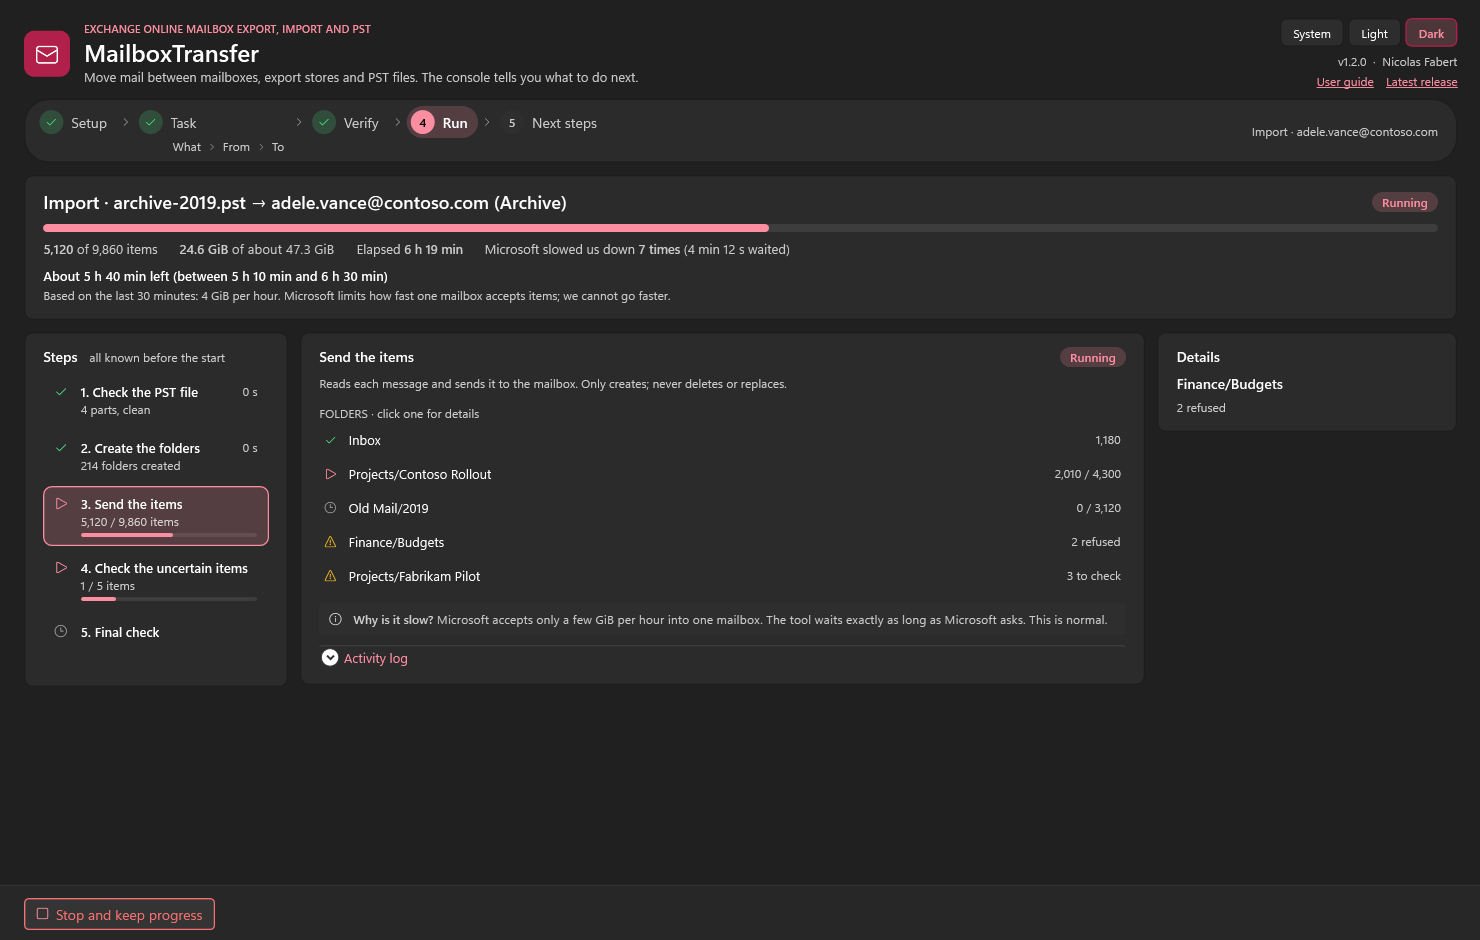 EXCHANGE ONLINE MAILBOX EXPORT, IMPORT AND PST
MailboxTransfer
Move mail between mailboxes, export stores and PST files. The console tells you what to do next.
System
Light
Dark
v1.2.0 · Nicolas Fabert
User guide
Latest release
Setup
Task
What
From
To
Verify
4
Run
5
Next steps
Import · adele.vance@contoso.com
Import · archive-2019.pst → adele.vance@contoso.com (Archive)
Running
5,120 of 9,860 items
24.6 GiB of about 47.3 GiB
Elapsed 6 h 19 min
Microsoft slowed us down 7 times (4 min 12 s waited)
About 5 h 40 min left (between 5 h 10 min and 6 h 30 min)
Based on the last 30 minutes: 4 GiB per hour. Microsoft limits how fast one mailbox accepts items; we cannot go faster.
Steps
all known before the start
1. Check the PST file
0 s
4 parts, clean
2. Create the folders
0 s
214 folders created
3. Send the items
5,120 / 9,860 items
4. Check the uncertain items
1 / 5 items
5. Final check
Send the items
Running
Reads each message and sends it to the mailbox. Only creates; never deletes or replaces.
FOLDERS · click one for details
Inbox
1,180
Projects/Contoso Rollout
2,010 / 4,300
Old Mail/2019
0 / 3,120
Finance/Budgets
2 refused
Projects/Fabrikam Pilot
3 to check
Why is it slow? Microsoft accepts only a few GiB per hour into one mailbox. The tool waits exactly as long as Microsoft asks. This is normal.
Activity log
Details
Finance/Budgets
2 refused
Stop and keep progress